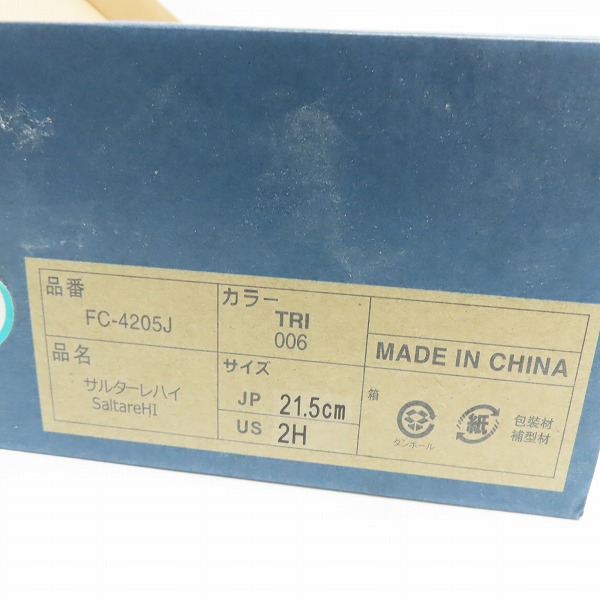 品番
FC-4205J
カラー
TRI
006
MADE IN CHINA
品名
サルターレハイ
SaltareHI
サイズ
JP 21.5cm
US 2H
箱
ダンボール
紙
包装材
補型材